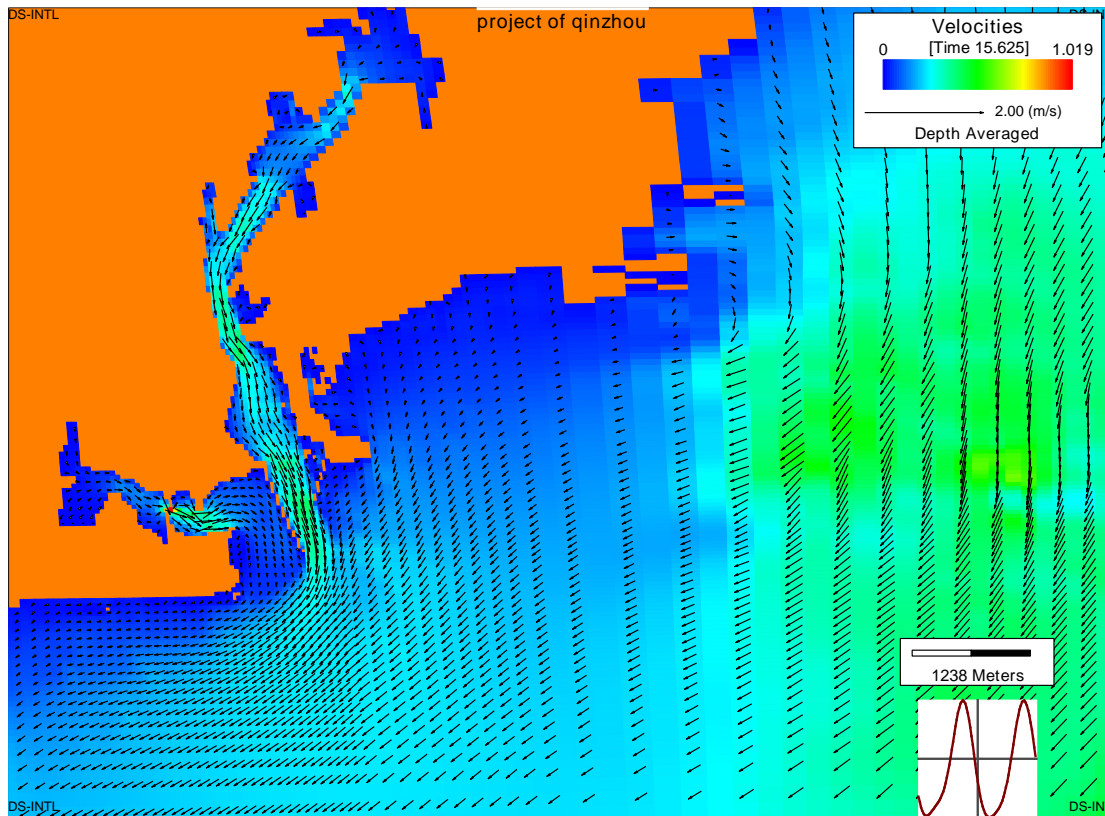 DS-INTL
project of qinzhou
DS-IN
Velocities
0
[Time 15.625]
1.019
2.00 (m/s)
Depth Averaged
1238 Meters
DS-INTL
DS-IN